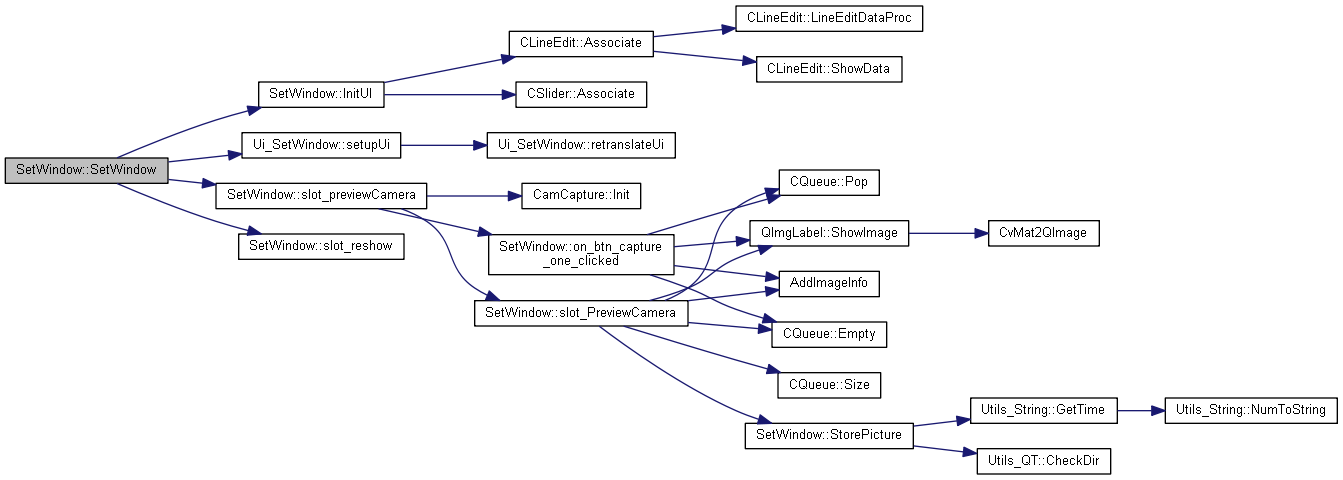 SetWindow::SetWindow
SetWindow::InitUI
CLineEdit::Associate
CLineEdit::LineEditDataProc
CLineEdit::ShowData
CSlider::Associate
Ui_SetWindow::setupUi
Ui_SetWindow::retranslateUi
SetWindow::slot_previewCamera
CamCapture::Init
SetWindow::on_btn_capture
_one_clicked
CQueue::Pop
QImgLabel::ShowImage
CvMat2QImage
AddImageInfo
CQueue::Empty
SetWindow::slot_PreviewCamera
CQueue::Size
SetWindow::StorePicture
Utils_String::GetTime
Utils_String::NumToString
Utils_QT::CheckDir
SetWindow::slot_reshow